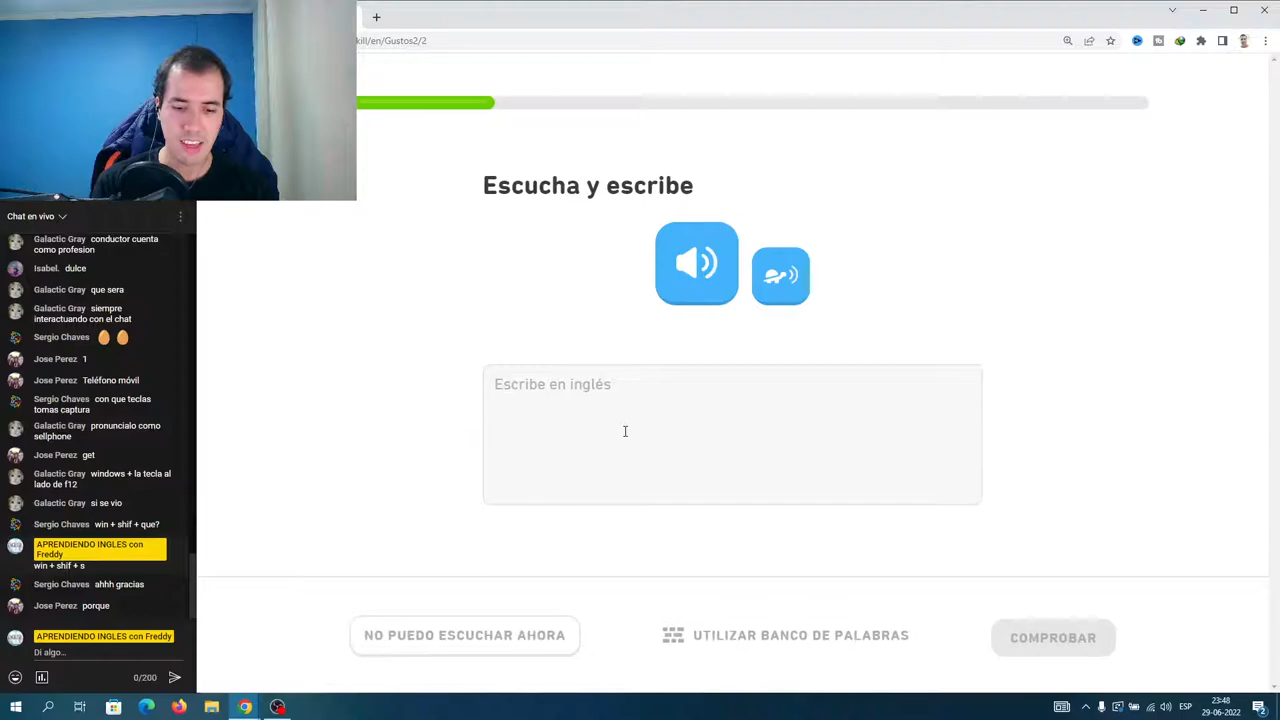 kill/en/Gustos2/2
Escucha y escribe
Escribe en inglés
NO PUEDO ESCUCHAR AHORA
UTILIZAR BANCO DE PALABRAS
COMPROBAR
Chat en vivo
Galactic Gray conductor cuenta
como profesion
Isabel. dulce
Galactic Gray que sera
Galactic Gray siempre
interactuando con el chat
Sergio Chaves
Jose Perez 1
Jose Perez Teléfono móvil
Sergio Chaves con que teclas
tomas captura
Galactic Gray pronuncialo como
sellphone
Jose Perez get
Galactic Gray windows + la tecla al
lado de f12
Galactic Gray si se vio
Sergio Chaves win + shif + que?
APRENDIENDO INGLES con
Freddy
win + shif + s
Sergio Chaves ahhh gracias
Jose Perez porque
APRENDIENDO INGLES con Freddy
Di algo...
0/200
ESP
23:48
29-06-2022
2